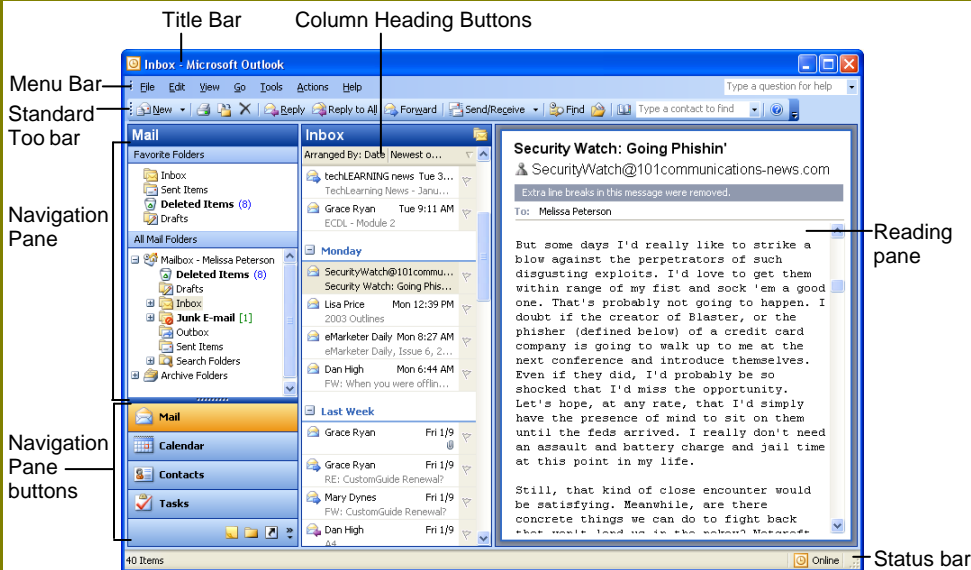 Title Bar
Column Heading Buttons
Inbox - Microsoft Outlook
Menu Bar
File Edit View Go Tools Actions Help
Type a question for help
Standard
Too bar
New Reply Reply to All Forward Send/Receive Find Type a contact to find
Mail
Favorite Folders
Inbox
Sent Items
Deleted Items (8)
Drafts
All Mail Folders
Mailbox - Melissa Peterson
Deleted Items (8)
Drafts
Inbox
Junk E-mail [1]
Outbox
Sent Items
Search Folders
Archive Folders
Navigation
Pane
Navigation
Pane
buttons
Mail
Calendar
Contacts
Tasks
40 Items
Inbox
Arranged By: Date Newest o...
techLEARNING news Tue 3...
TechLearning News - Janu...
Grace Ryan Tue 9:11 AM
ECDL - Module 2
Monday
SecurityWatch@101commu...
Security Watch: Going Phis...
Lisa Price Mon 12:39 PM
2003 Outlines
eMarketer Daily Mon 8:27 AM
eMarketer Daily, Issue 6, 2...
Dan High Mon 6:44 AM
FW: When you were offlin...
Last Week
Grace Ryan Fri 1/9
Grace Ryan Fri 1/9
RE: CustomGuide Renewal?
Mary Dynes Fri 1/9
FW: CustomGuide Renewal?
Dan High Fri 1/9
A4
Security Watch: Going Phishin'
SecurityWatch@101communications-news.com
Extra line breaks in this message were removed.
To: Melissa Peterson
But some days I'd really like to strike a
blow against the perpetrators of such
disgusting exploits. I'd love to get them
within range of my fist and sock 'em a good
one. That's probably not going to happen. I
doubt if the creator of Blaster, or the
phisher (defined below) of a credit card
company is going to walk up to me at the
next conference and introduce themselves.
Even if they did, I'd probably be so
shocked that I'd miss the opportunity.
Let's hope, at any rate, that I'd simply
have the presence of mind to sit on them
until the feds arrived. I really don't need
an assault and battery charge and jail time
at this point in my life.
Still, that kind of close encounter would
be satisfying. Meanwhile, are there
concrete things we can do to fight back
that won't land us in the pokey? Netcraft
Reading
pane
Online
Status bar